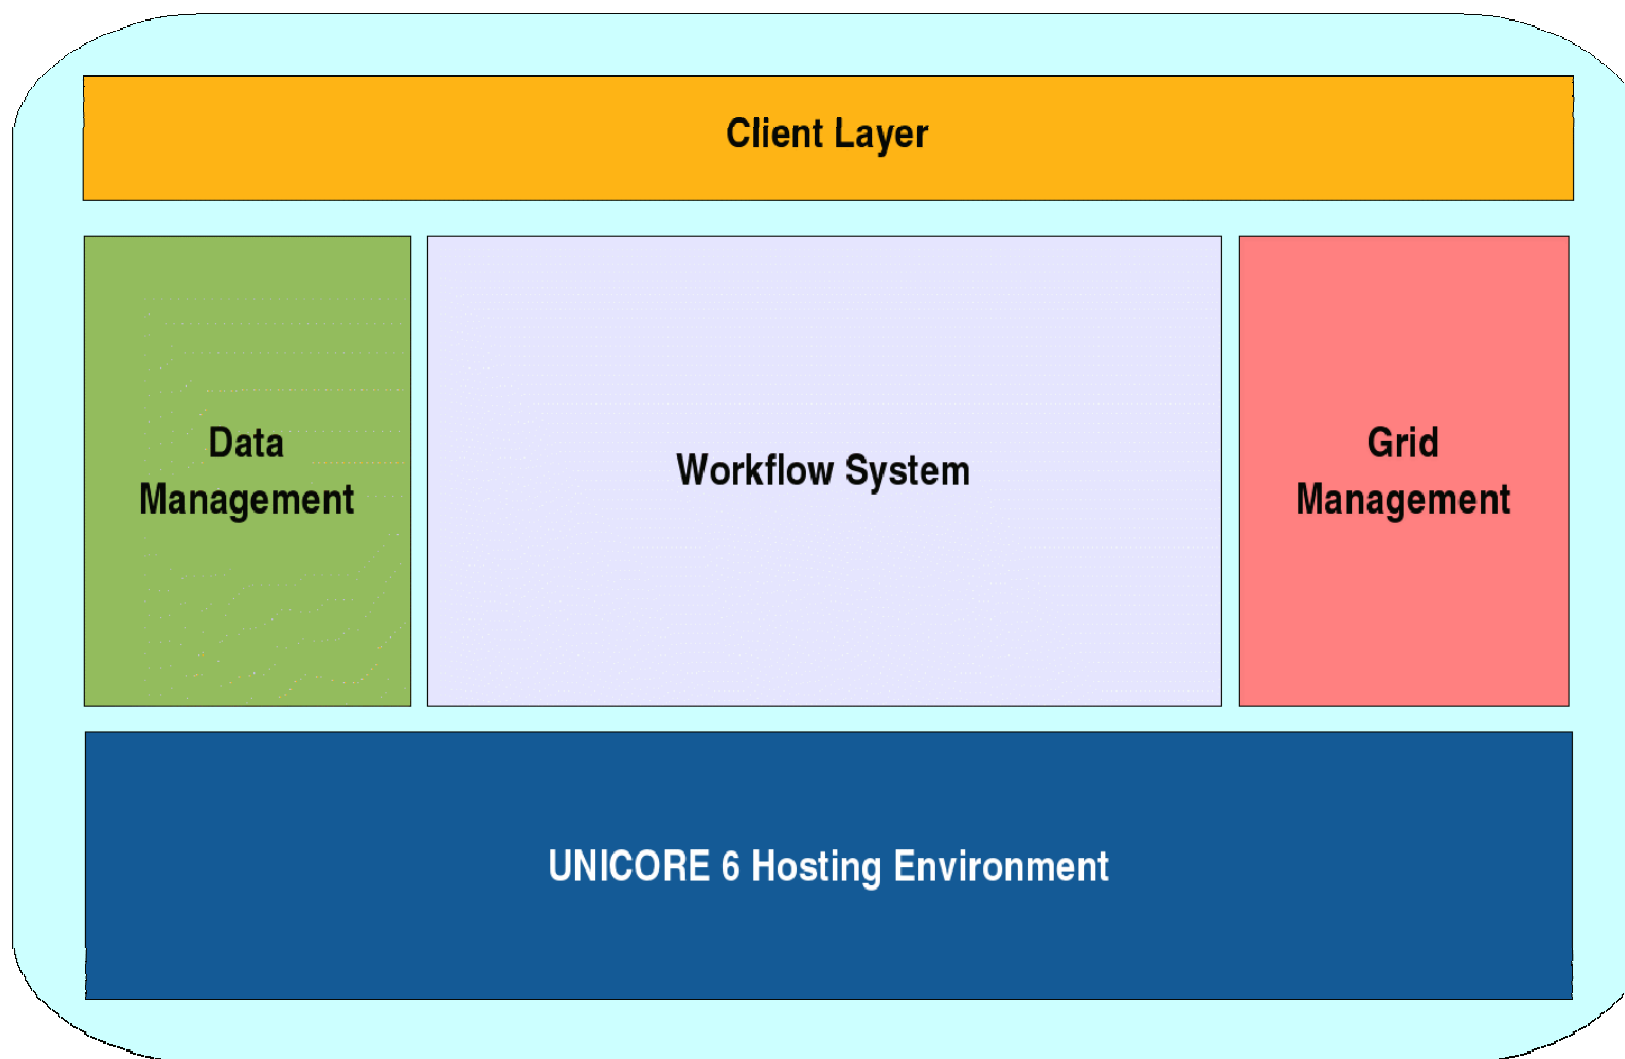 Client Layer
Data
Management
Workflow System
Grid
Management
UNICORE 6 Hosting Environment